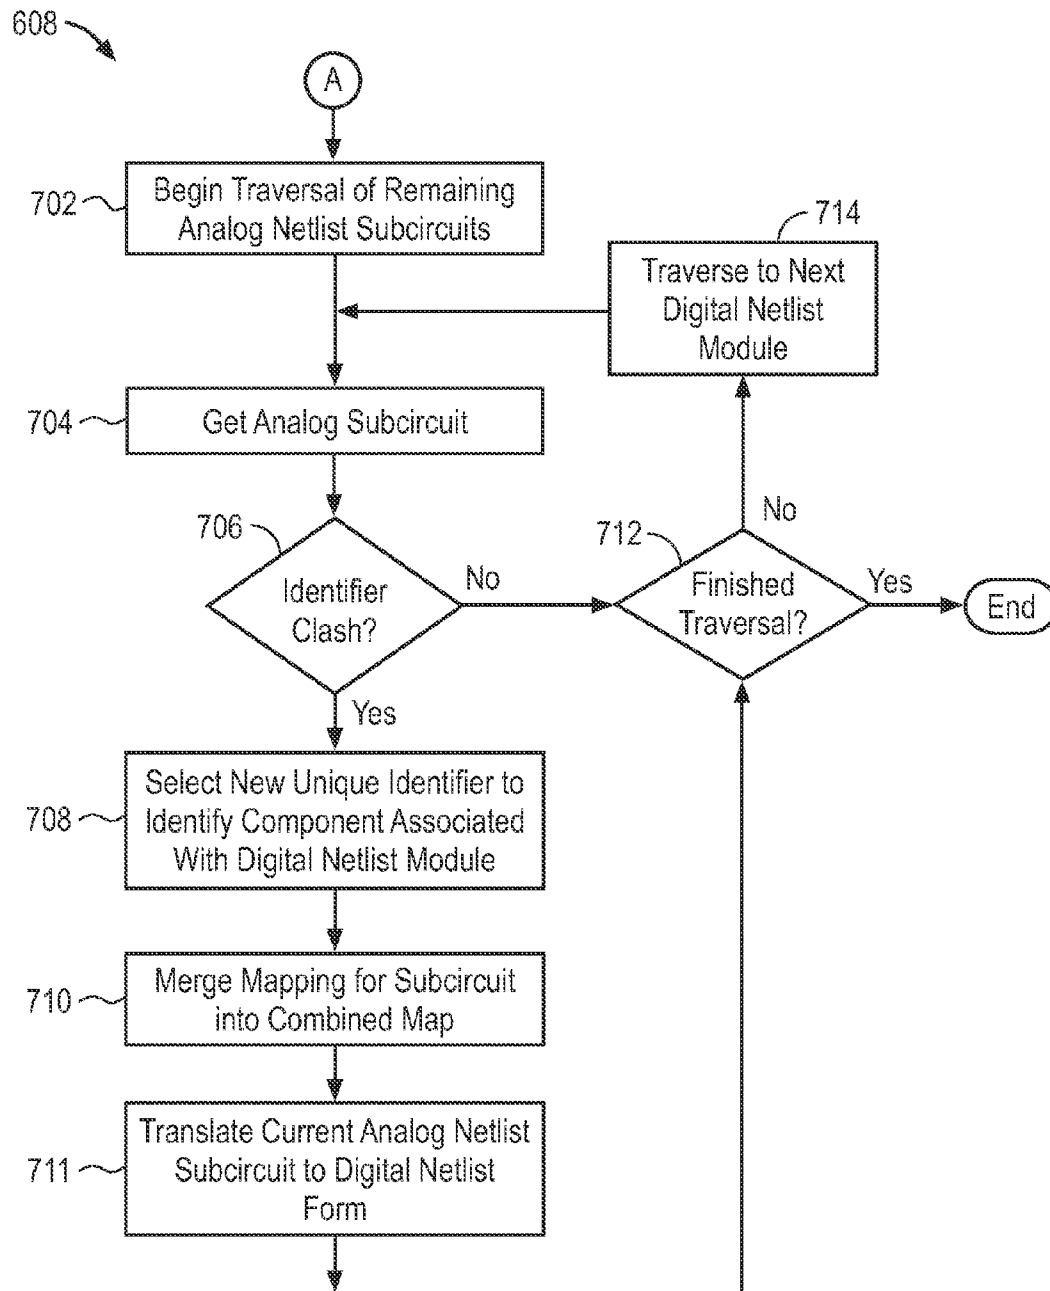 608
A
702
Begin Traversal of Remaining
Analog Netlist Subcircuits
714
Traverse to Next
Digital Netlist
Module
704
Get Analog Subcircuit
706
Identifier
Clash?
No
Yes
712
Finished
Traversal?
No
Yes
End
708
Select New Unique Identifier to
Identify Component Associated
With Digital Netlist Module
710
Merge Mapping for Subcircuit
into Combined Map
711
Translate Current Analog Netlist
Subcircuit to Digital Netlist
Form